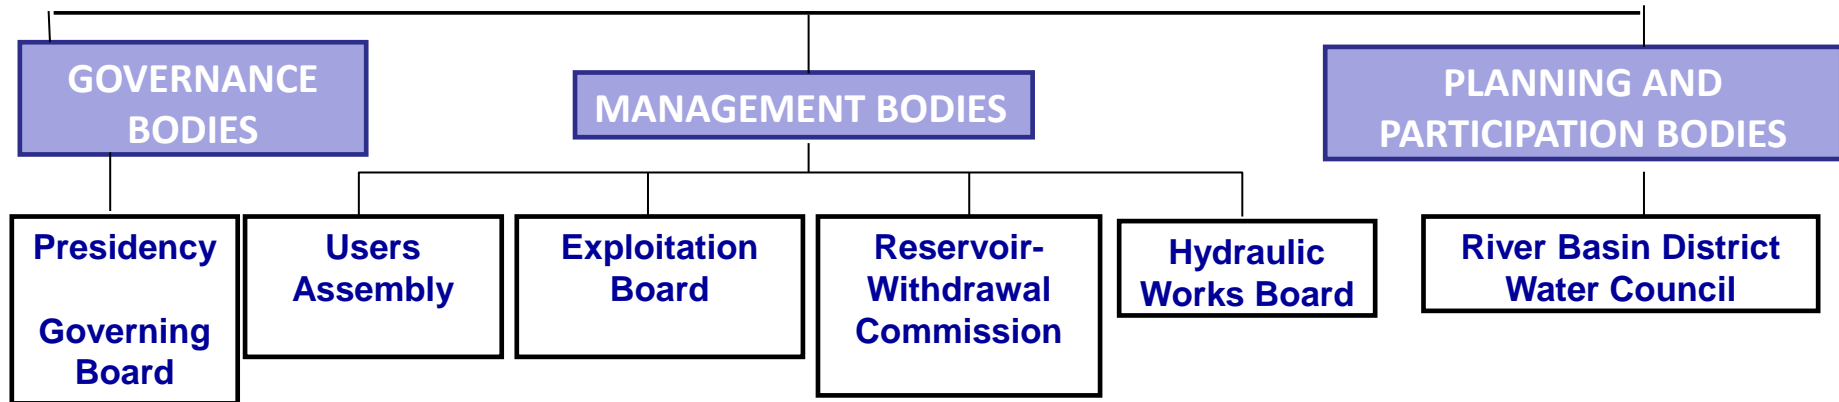 GOVERNANCE
BODIES
MANAGEMENT BODIES
PLANNING AND
PARTICIPATION BODIES
Presidency
Governing
Board
Users
Assembly
Exploitation
Board
Reservoir-
Withdrawal
Commission
Hydraulic
Works Board
River Basin District
Water Council